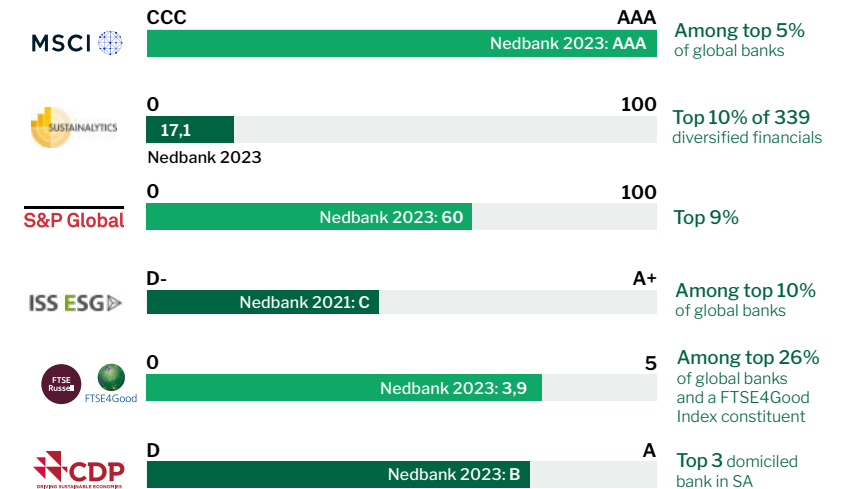 CCC AAA
MSCI
Nedbank 2023: AAA
Among top 5%
of global banks
0 100
SUSTAINALYTICS
17,1
Nedbank 2023
Top 10% of 339
diversified financials
0 100
S&P Global
Nedbank 2023: 60
Top 9%
D- A+
ISS ESG
Nedbank 2021: C
Among top 10%
of global banks
0 5
FTSE
Russell
FTSE4Good
Nedbank 2023: 3,9
Among top 26%
of global banks
and a FTSE4Good
Index constituent
D A
CDP
DRIVING SUSTAINABLE ECONOMIES
Nedbank 2023: B
Top 3 domiciled
bank in SA